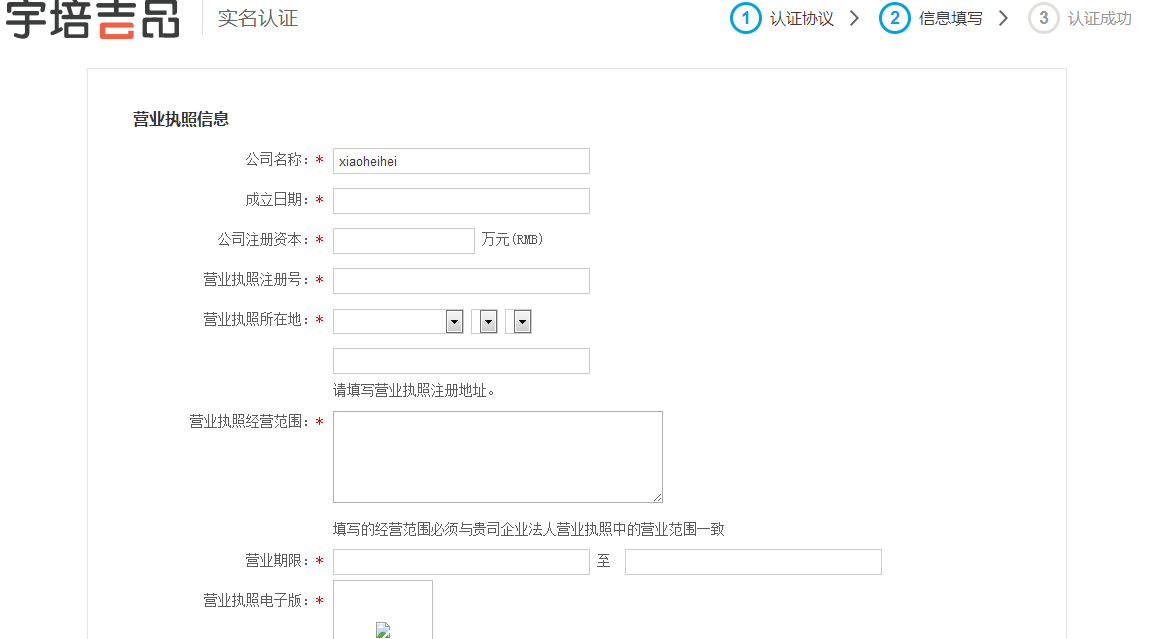 宇培吉品 实名认证 1 认证协议 2 信息填写 3 认证成功
营业执照信息
公司名称：* xiaoheihei
成立日期：*
公司注册资本：* 万元(RMB)
营业执照注册号：*
营业执照所在地：*
请填写营业执照注册地址。
营业执照经营范围：*
填写的经营范围必须与贵司企业法人营业执照中的营业范围一致
营业期限：* 至
营业执照电子版：*